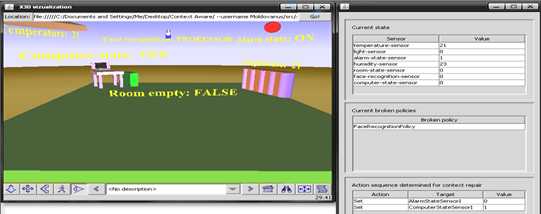 X3D visualization
Location: file://///C:/Documents and Settings/Me/Desktop/Context Aware/ --username Moldoveanu/src/: Go!
emperature: 21
Face recognition: PROFESSOR
Alarm state: ON
Computer state: OFF
Room empty: FALSE
<No description>
29.41
Current state
Sensor Value
temperature-sensor 21
light-sensor 0
alarm-state-sensor 1
humidity-sensor 23
room-state-sensor 0
face-recognition-sensor 0
computer-state-sensor 0
Current broken policies
Broken policy
FaceRecognitionPolicy
Action sequence determined for context repair
Action Target Value
Set AlarmStateSensorI 0
Set ComputerStateSensorI 1